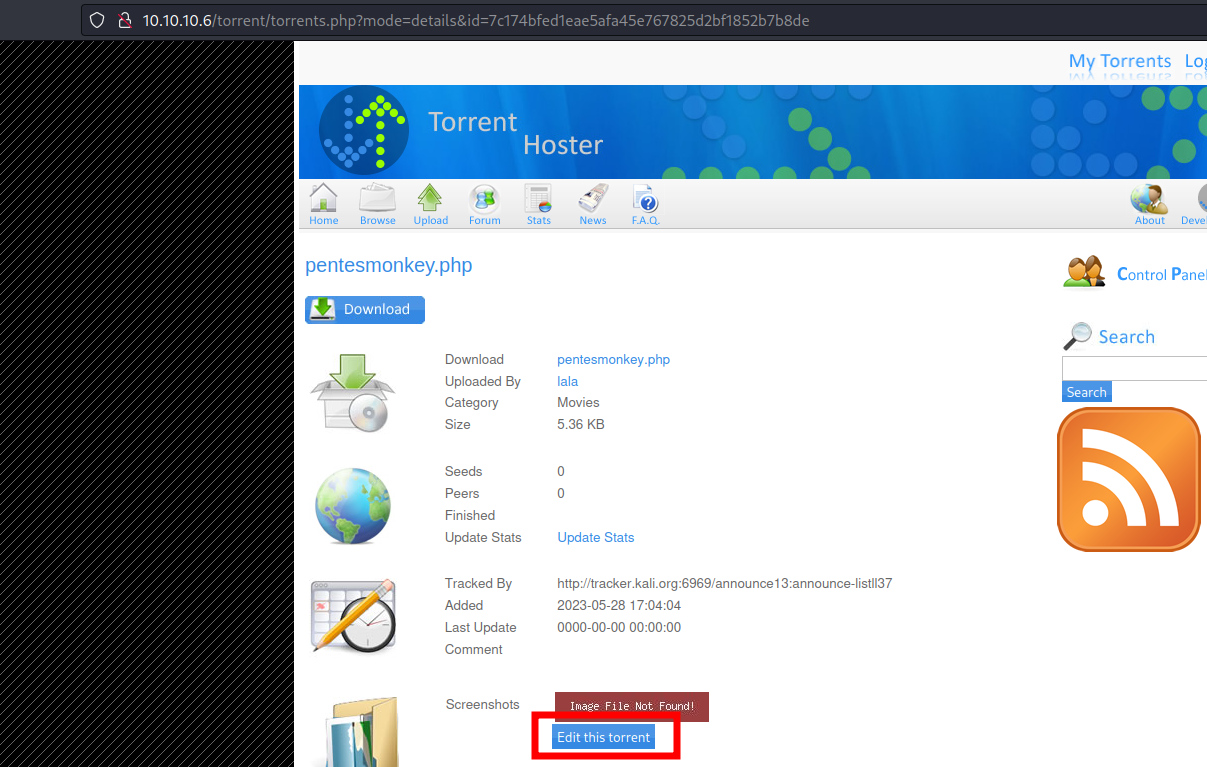 10.10.10.6/torrent/torrents.php?mode=details&id=7c174bfed1eae5afa45e767825d2bf1852b7b8de
My Torrents Log
Torrent
Hoster
Home Browse Upload Forum Stats News F.A.Q. About Devel
pentesmonkey.php
Control Panel
Download
Search
Download pentesmonkey.php
Uploaded By lala
Category Movies
Search
Size 5.36 KB
Seeds 0
Peers 0
Finished
Update Stats Update Stats
Tracked By http://tracker.kali.org:6969/announce13:announce-listll37
Added 2023-05-28 17:04:04
Last Update 0000-00-00 00:00:00
Comment
Screenshots Image File Not Found!
Edit this torrent